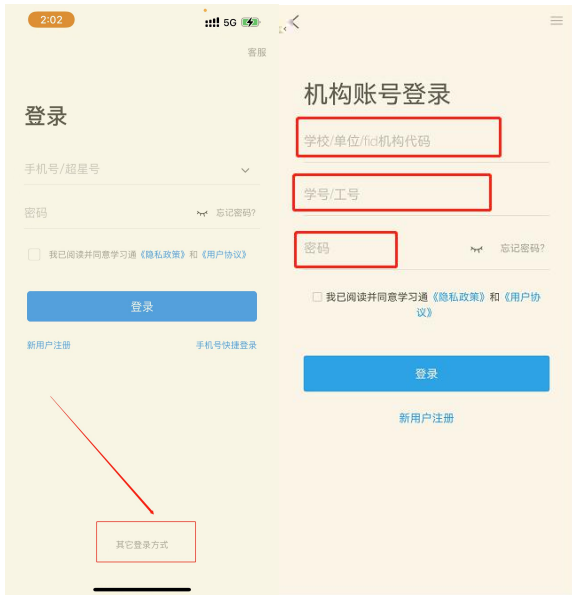 2:02
5G
客服
登录
手机号/超星号
密码
忘记密码?
我已阅读并同意学习通《隐私政策》和《用户协议》
登录
新用户注册
手机号快捷登录
其它登录方式
机构账号登录
学校/单位/fid机构代码
学号/工号
密码
忘记密码?
我已阅读并同意学习通《隐私政策》和《用户协
议》
登录
新用户注册